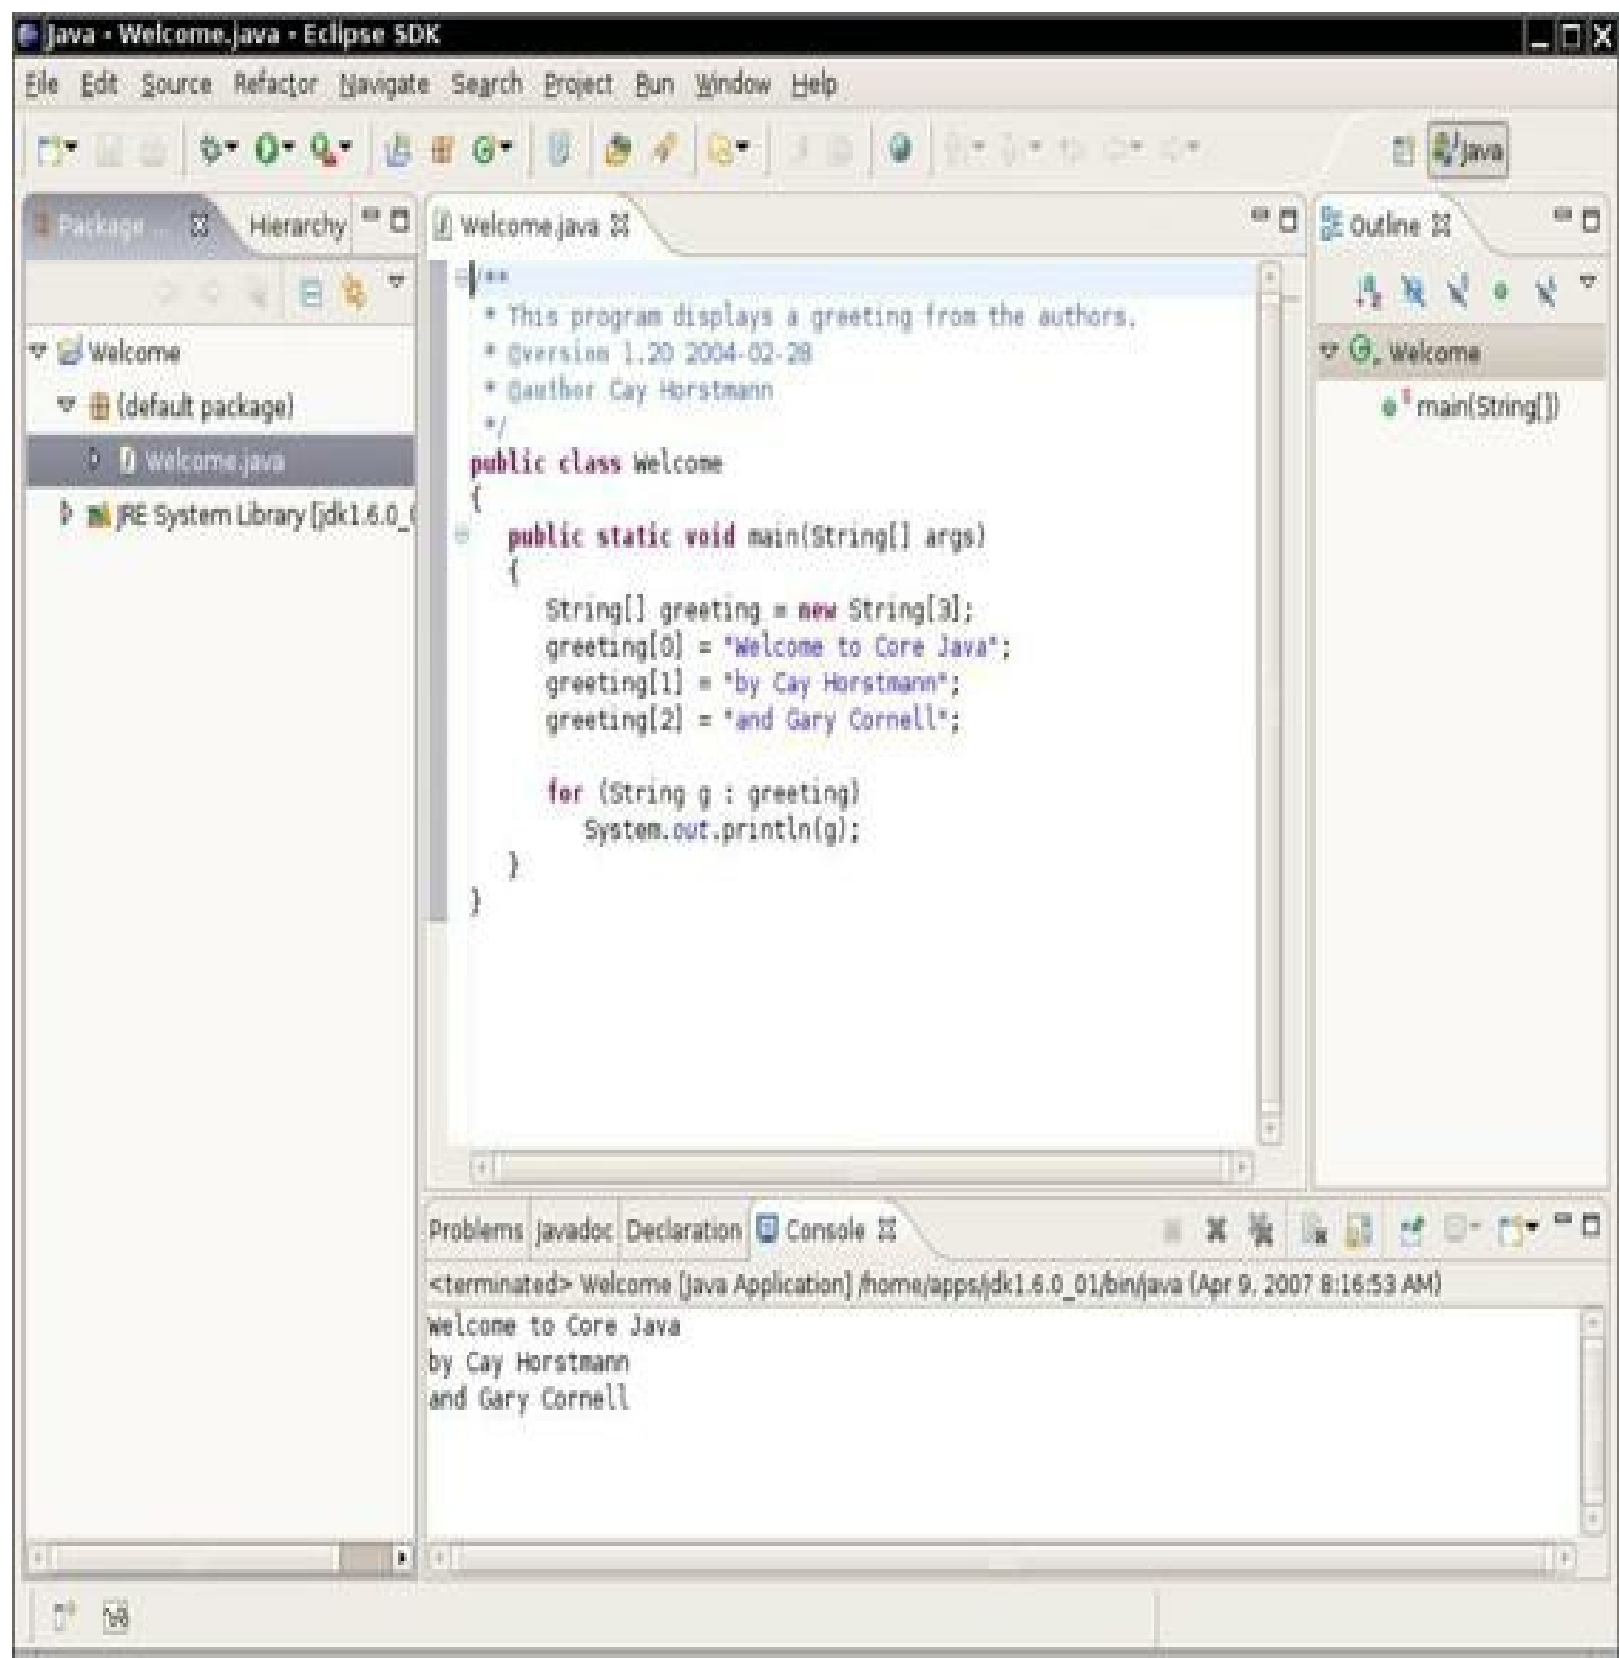 Java - Welcome.java - Eclipse SDK
File Edit Source Refactor Navigate Search Project Run Window Help
Java
Package ... Hierarchy
Welcome
(default package)
Welcome.java
JRE System Library [jdk1.6.0_
Welcome.java
/**
* This program displays a greeting from the authors.
* @version 1.20 2004-02-28
* @author Cay Horstmann
*/
public class Welcome
{
public static void main(String[] args)
{
String[] greeting = new String[3];
greeting[0] = "Welcome to Core Java";
greeting[1] = "by Cay Horstmann";
greeting[2] = "and Gary Cornell";
for (String g : greeting)
System.out.println(g);
}
}
Outline
Welcome
main(String[])
Problems Javadoc Declaration Console
<terminated> Welcome [Java Application] /home/apps/jdk1.6.0_01/bin/java (Apr 9, 2007 8:16:53 AM)
Welcome to Core Java
by Cay Horstmann
and Gary Cornell